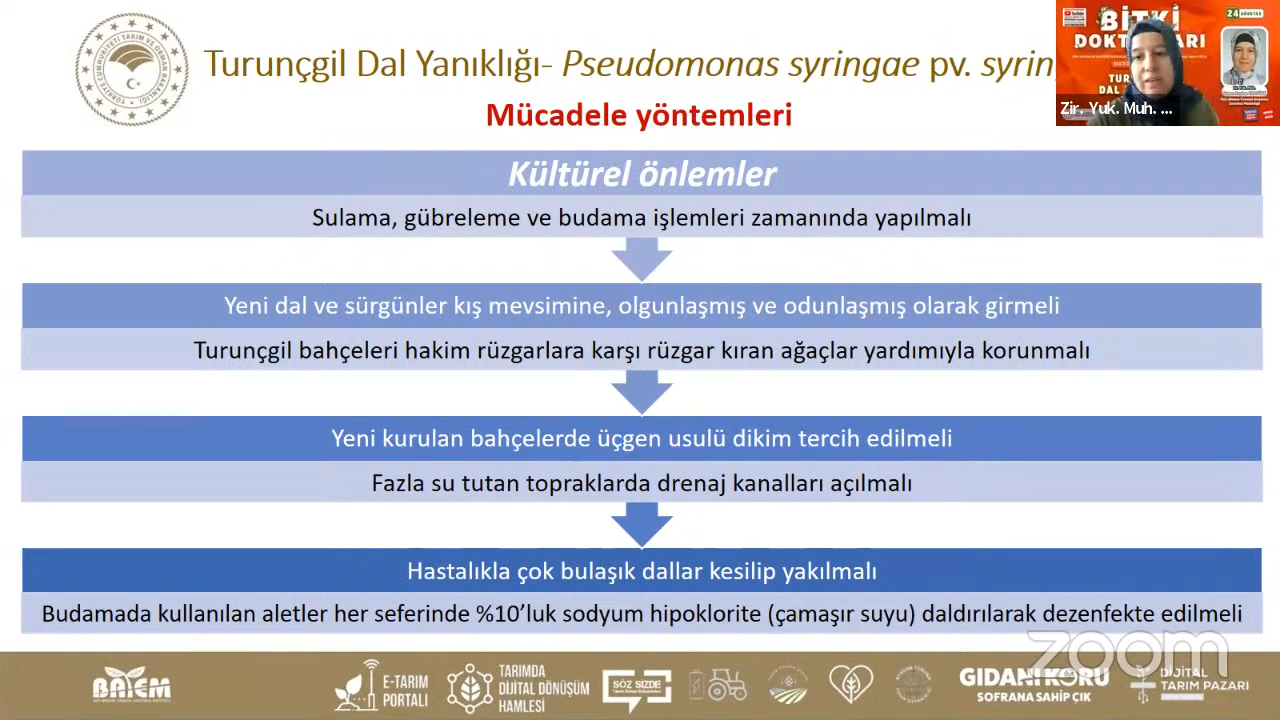 Turunçgil Dal Yanıklığı- Pseudomonas syringae pv.
Mücadele yöntemleri
24 AĞUSTOS
BİTKİ
Zir. Yuk. Muh. ...
Kültürel önlemler
Sulama, gübreleme ve budama işlemleri zamanında yapılmalı
Yeni dal ve sürgünler kış mevsimine, olgunlaşmış ve odunlaşmış olarak girmeli
Turunçgil bahçeleri hakim rüzgarlara karşı rüzgar kıran ağaçlar yardımıyla korunmalı
Yeni kurulan bahçelerde üçgen usulü dikim tercih edilmeli
Fazla su tutan topraklarda drenaj kanalları açılmalı
Hastalıkla çok bulaşık dallar kesilip yakılmalı
Budamada kullanılan aletler her seferinde %10’luk sodyum hipoklorite (çamaşır suyu) daldırılarak dezenfekte edilmeli
zoom
BATEM
E-TARIM
PORTALI
TARIMDA
DİJİTAL DÖNÜŞÜM
HAMLESİ
SÖZ SİZDE
GIDANI KORU
SOFRANA SAHİP ÇIK
DİJİTAL
TARIM PAZARI